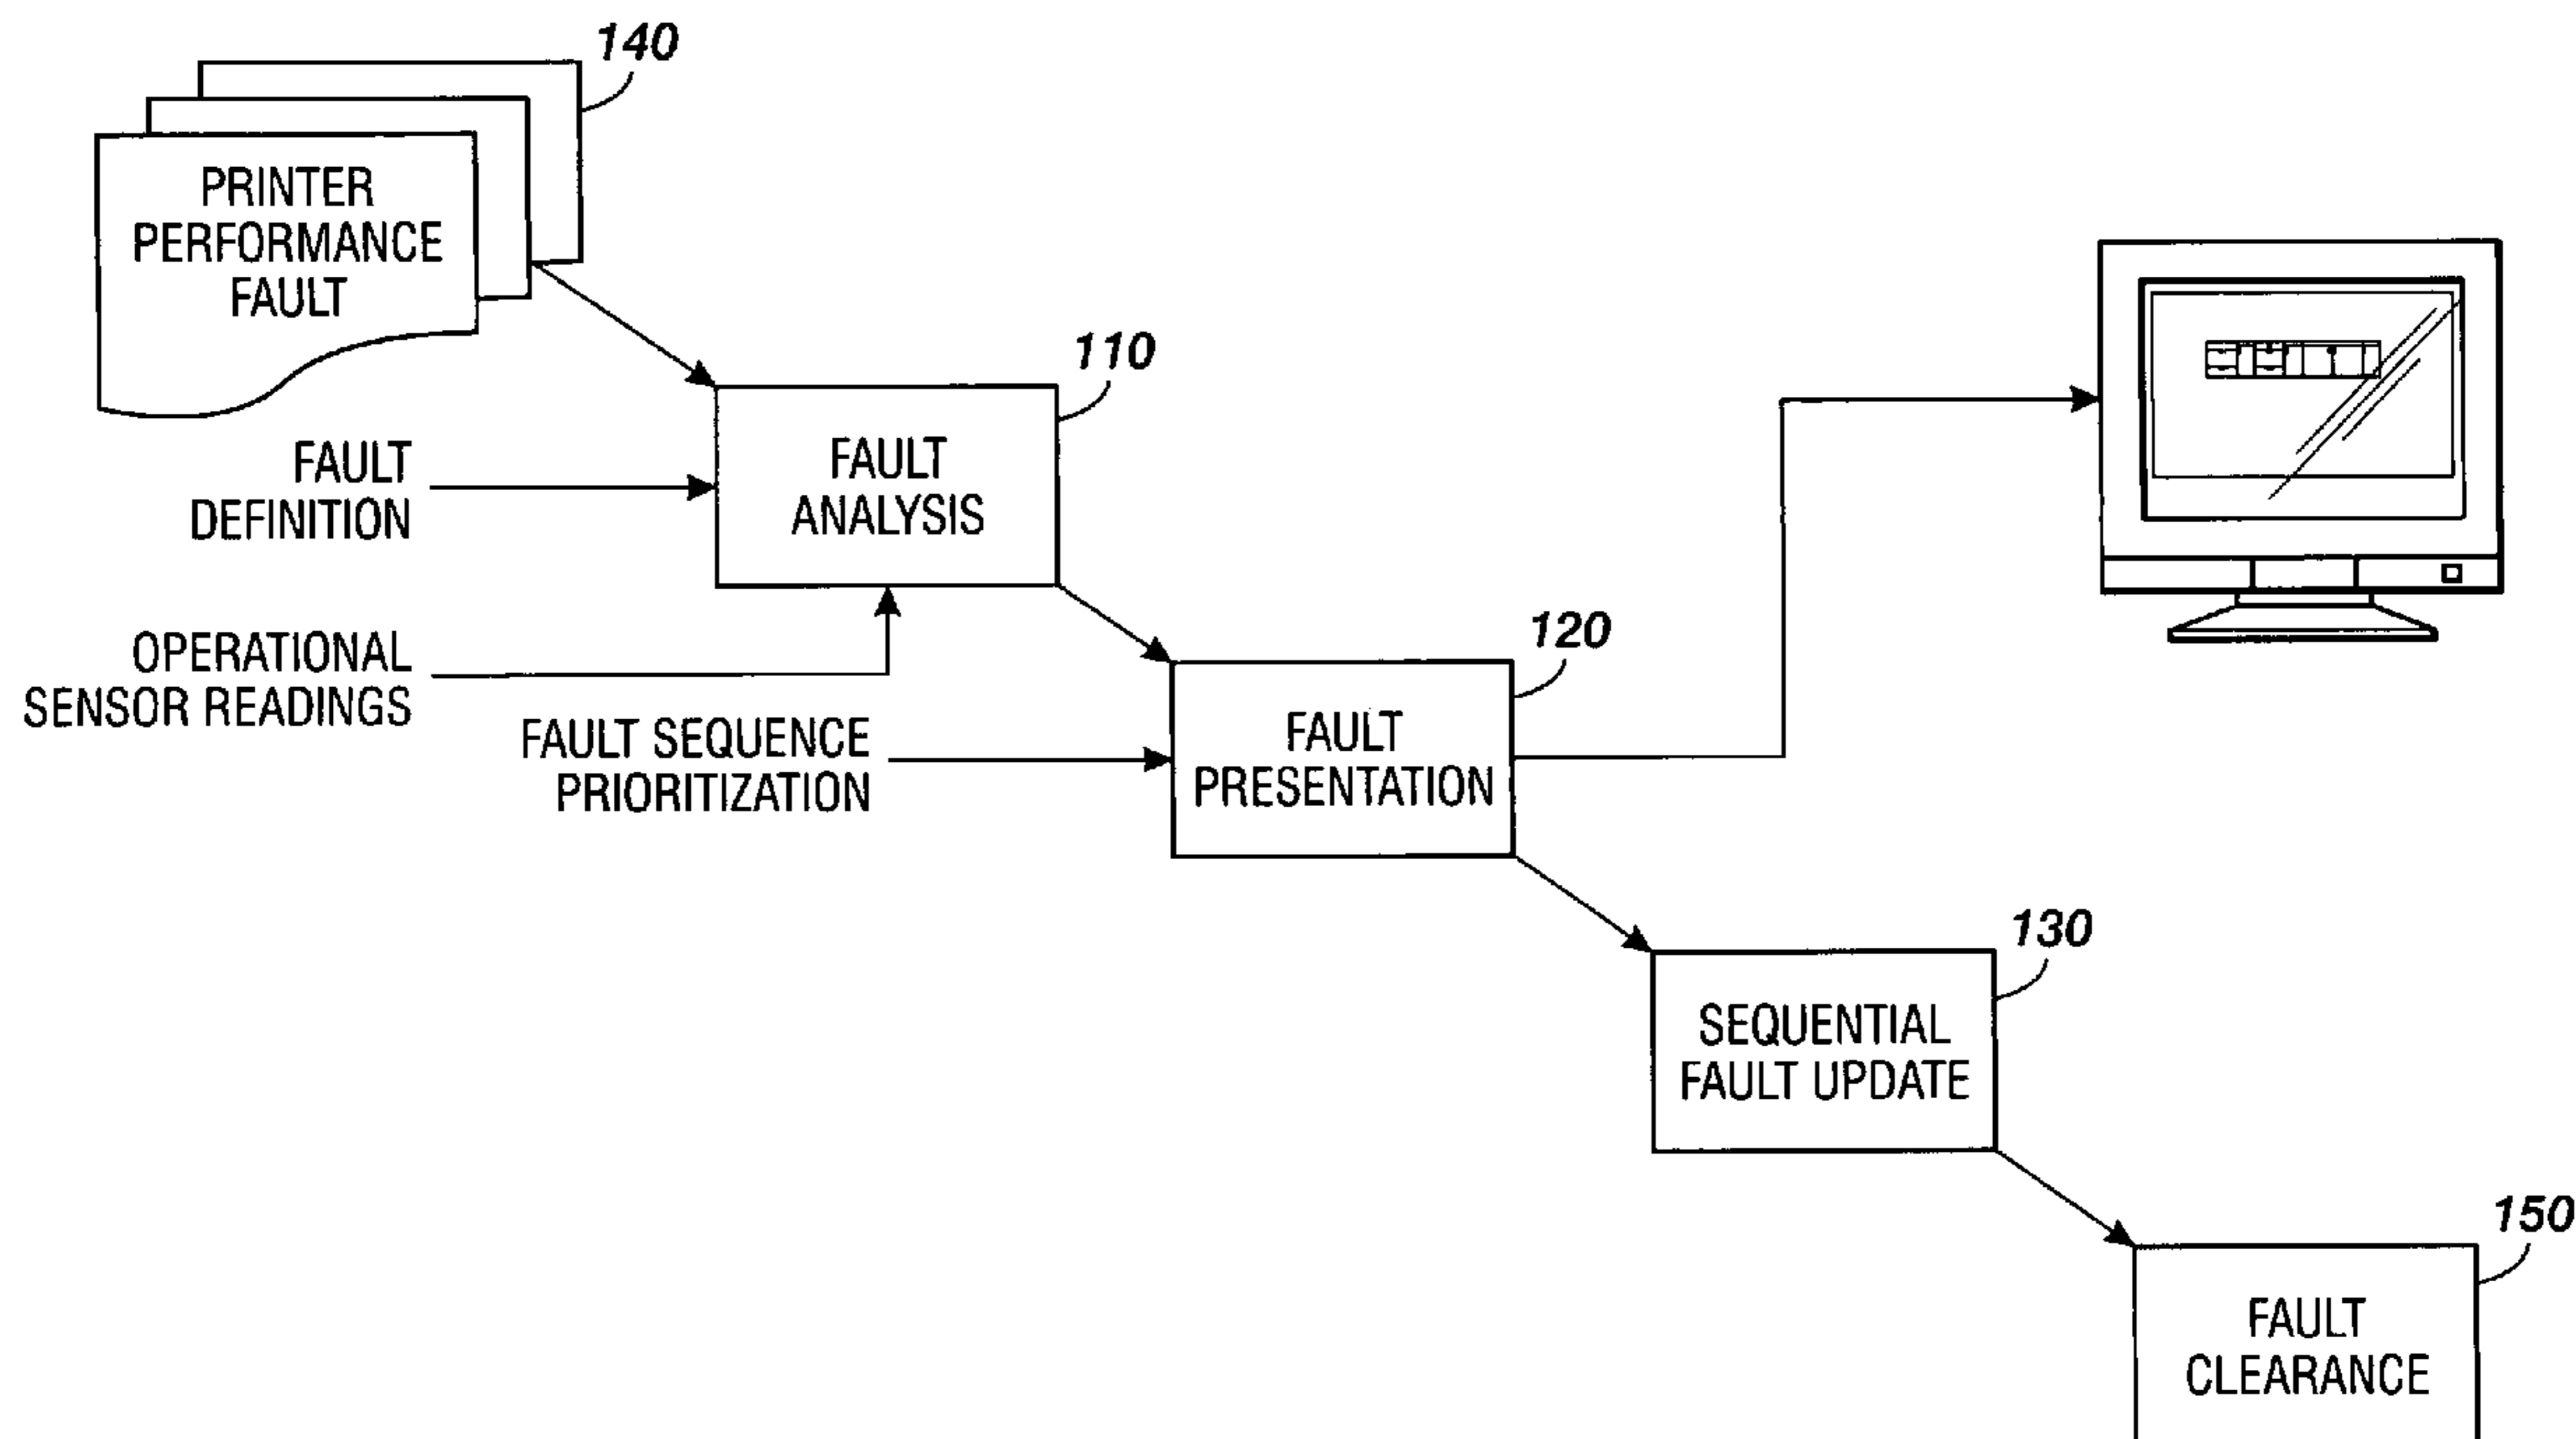 140
PRINTER
PERFORMANCE
FAULT
110
FAULT
ANALYSIS
FAULT
DEFINITION
OPERATIONAL
SENSOR READINGS
120
FAULT SEQUENCE
PRIORITIZATION
FAULT
PRESENTATION
130
SEQUENTIAL
FAULT UPDATE
150
FAULT
CLEARANCE